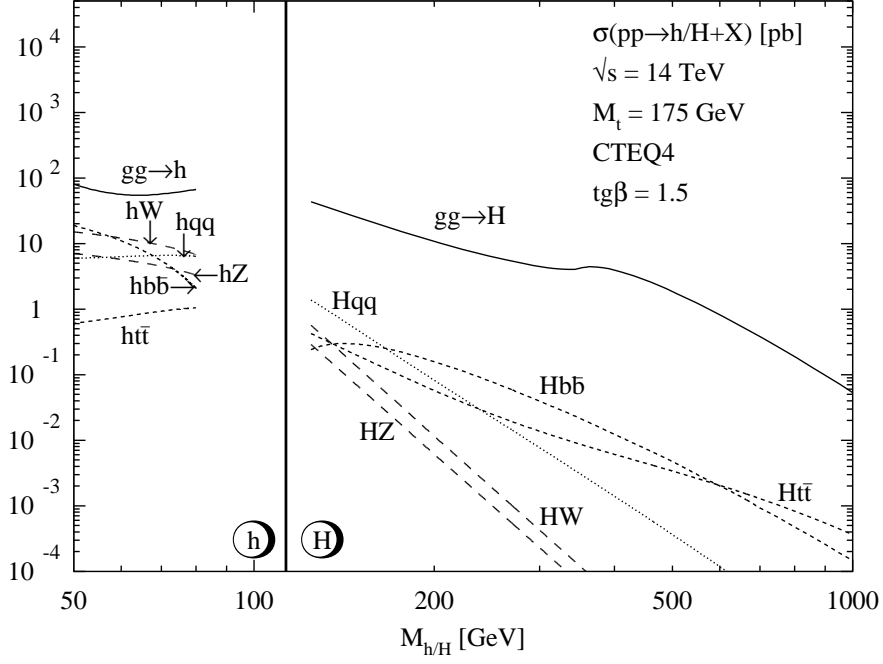 σ(pp→h/H+X) [pb]
√s = 14 TeV
M_t = 175 GeV
CTEQ4
tgβ = 1.5
10^4
10^3
10^2
10
1
10^-1
10^-2
10^-3
10^-4
gg→h
hW
hqq
hZ
hbb̄
htt̄
gg→H
Hqq
Hbb̄
HZ
Htt̄
HW
h
H
50
100
200
500
1000
M_h/H [GeV]